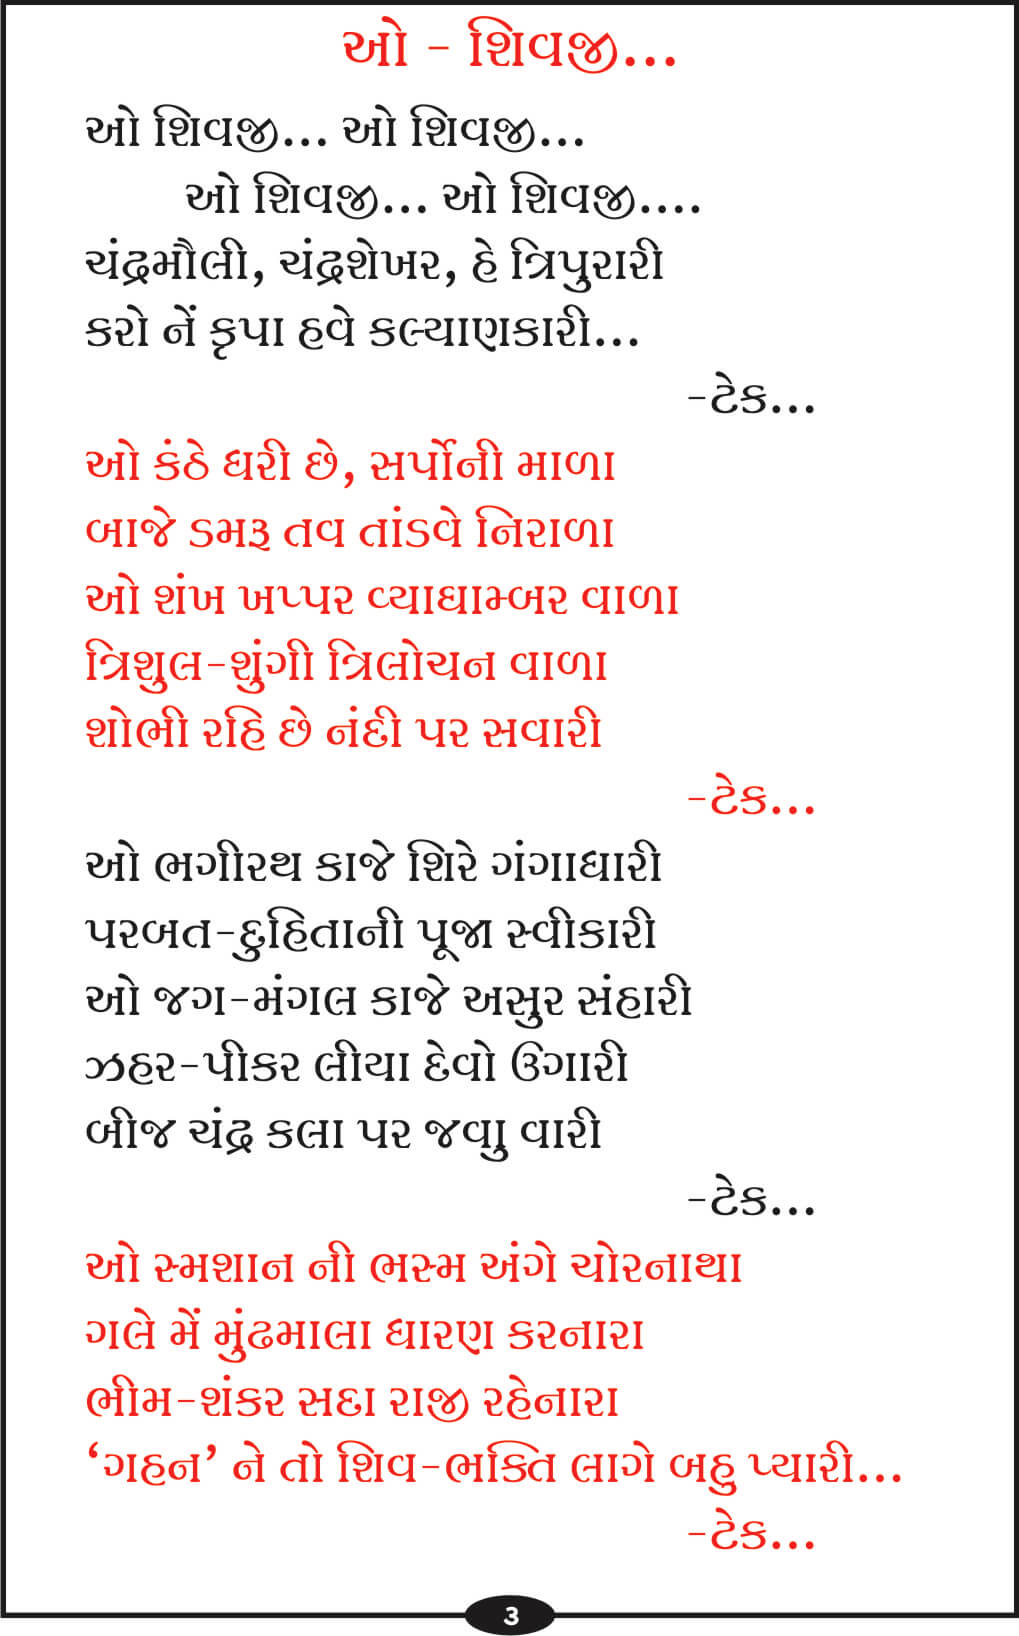 ઓ - શિવજી...
ઓ શિવજી... ઓ શિવજી...
ઓ શિવજી... ઓ શિવજી....
ચંદ્રમૌલી, ચંદ્રશેખર, હે ત્રિપુરારી
કરો નેં કૃપા હવે કલ્યાણકારી...
-ટેક...
ઓ કંઠે ધરી છે, સર્પોની માળા
બાજે ડમરૂ તવ તાંડવે નિરાળા
ઓ શંખ ખપ્પર વ્યાઘામ્બર વાળા
ત્રિશુલ-શુંગી ત્રિલોચન વાળા
શોભી રહિ છે નંદી પર સવારી
-ટેક...
ઓ ભગીરથ કાજે શિરે ગંગાધારી
પરબત-દુહિતાની પૂજા સ્વીકારી
ઓ જગ-મંગલ કાજે અસુર સંહારી
ઝહર-પીકર લીયા દેવો ઉગારી
બીજ ચંદ્ર કલા પર જવાુ વારી
-ટેક...
ઓ સ્મશાન ની ભસ્મ અંગે ચોરનાથા
ગલે મેં મુંઢમાલા ધારણ કરનારા
ભીમ-શંકર સદા રાજી રહેનારા
‘ગહન’ ને તો શિવ-ભક્તિ લાગે બહુ પ્યારી...
-ટેક...
3